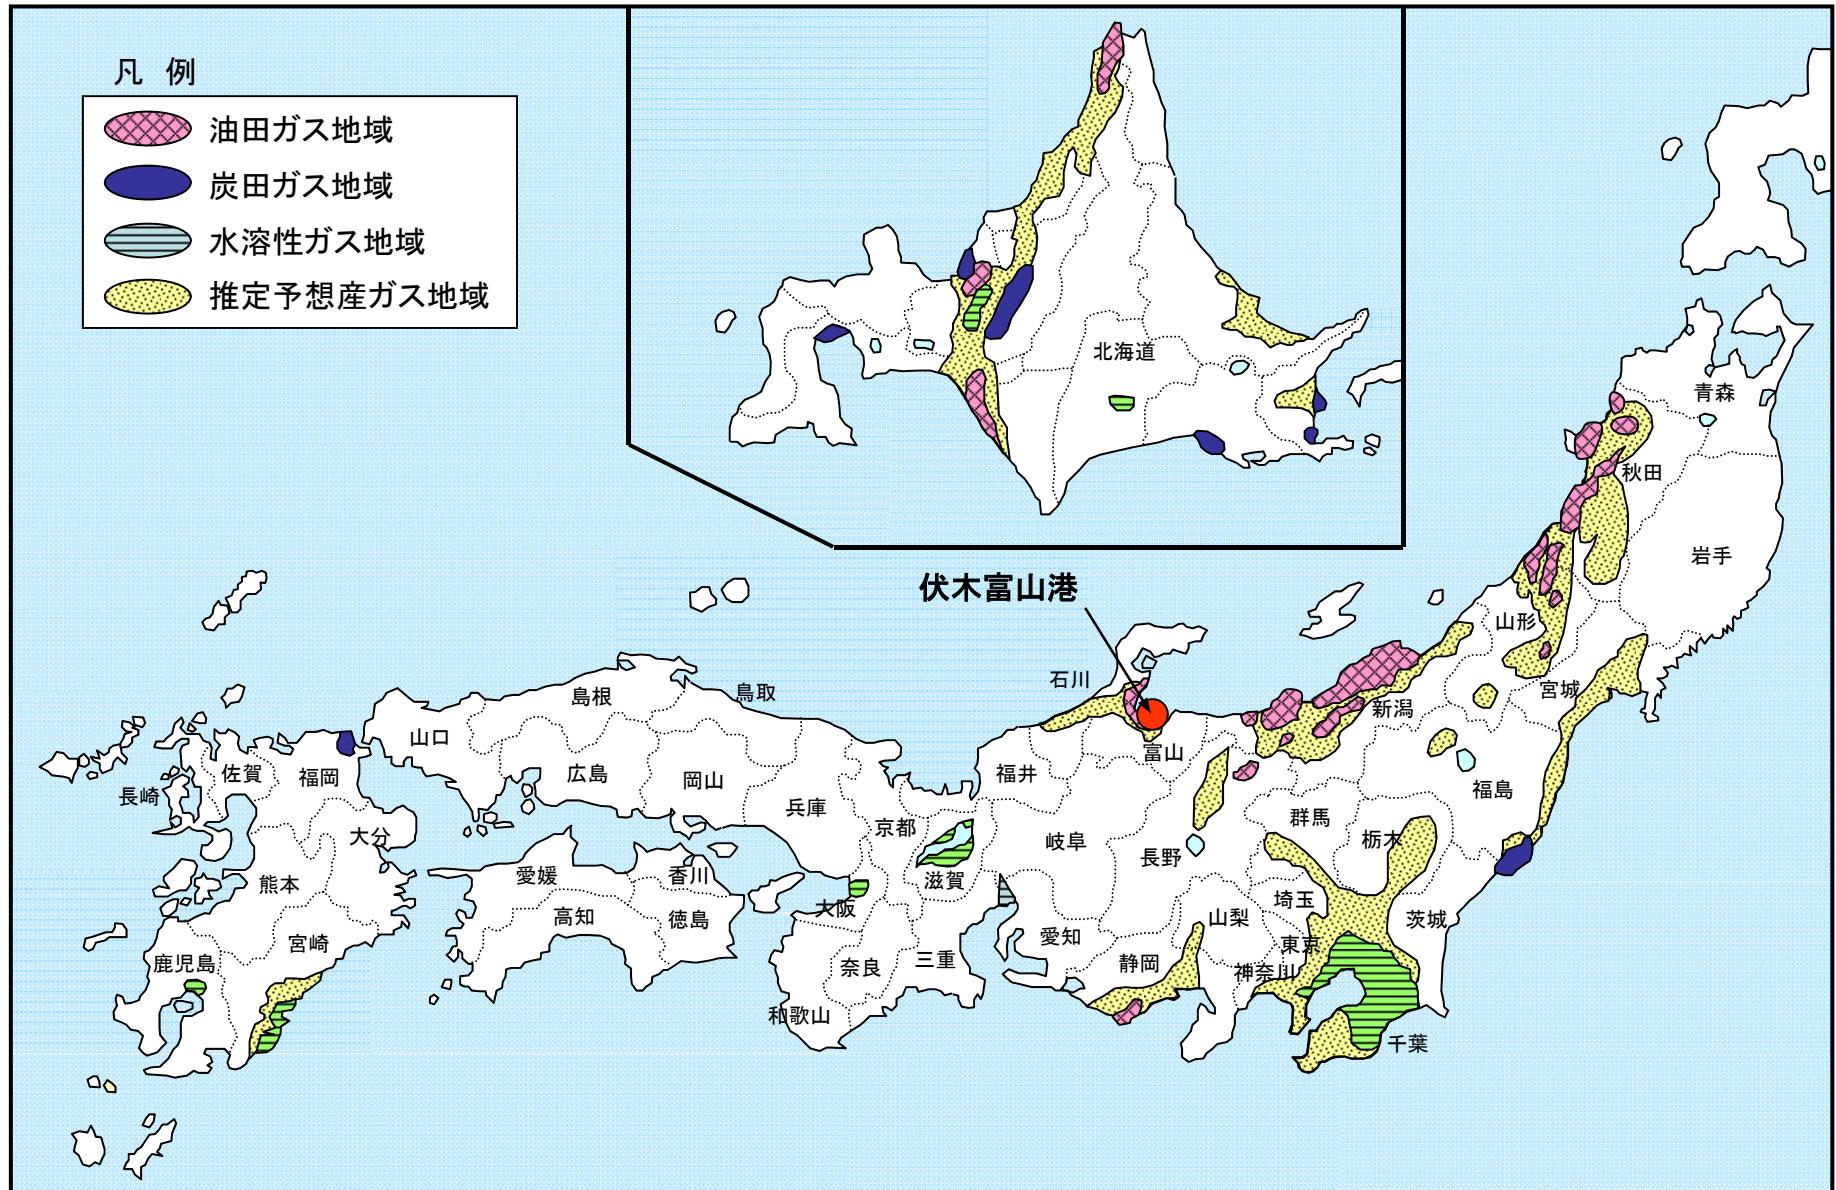 凡 例
油田ガス地域
炭田ガス地域
水溶性ガス地域
推定予想産ガス地域
北海道
青森
秋田
岩手
伏木富山港
山形
宮城
石川
新潟
富山
福島
島根
鳥取
山口
広島
岡山
兵庫
京都
福井
岐阜
長野
群馬
栃木
佐賀
福岡
長崎
大分
熊本
宮崎
鹿児島
愛媛
香川
高知
徳島
大阪
滋賀
奈良
三重
和歌山
愛知
静岡
山梨
埼玉
東京
神奈川
茨城
千葉